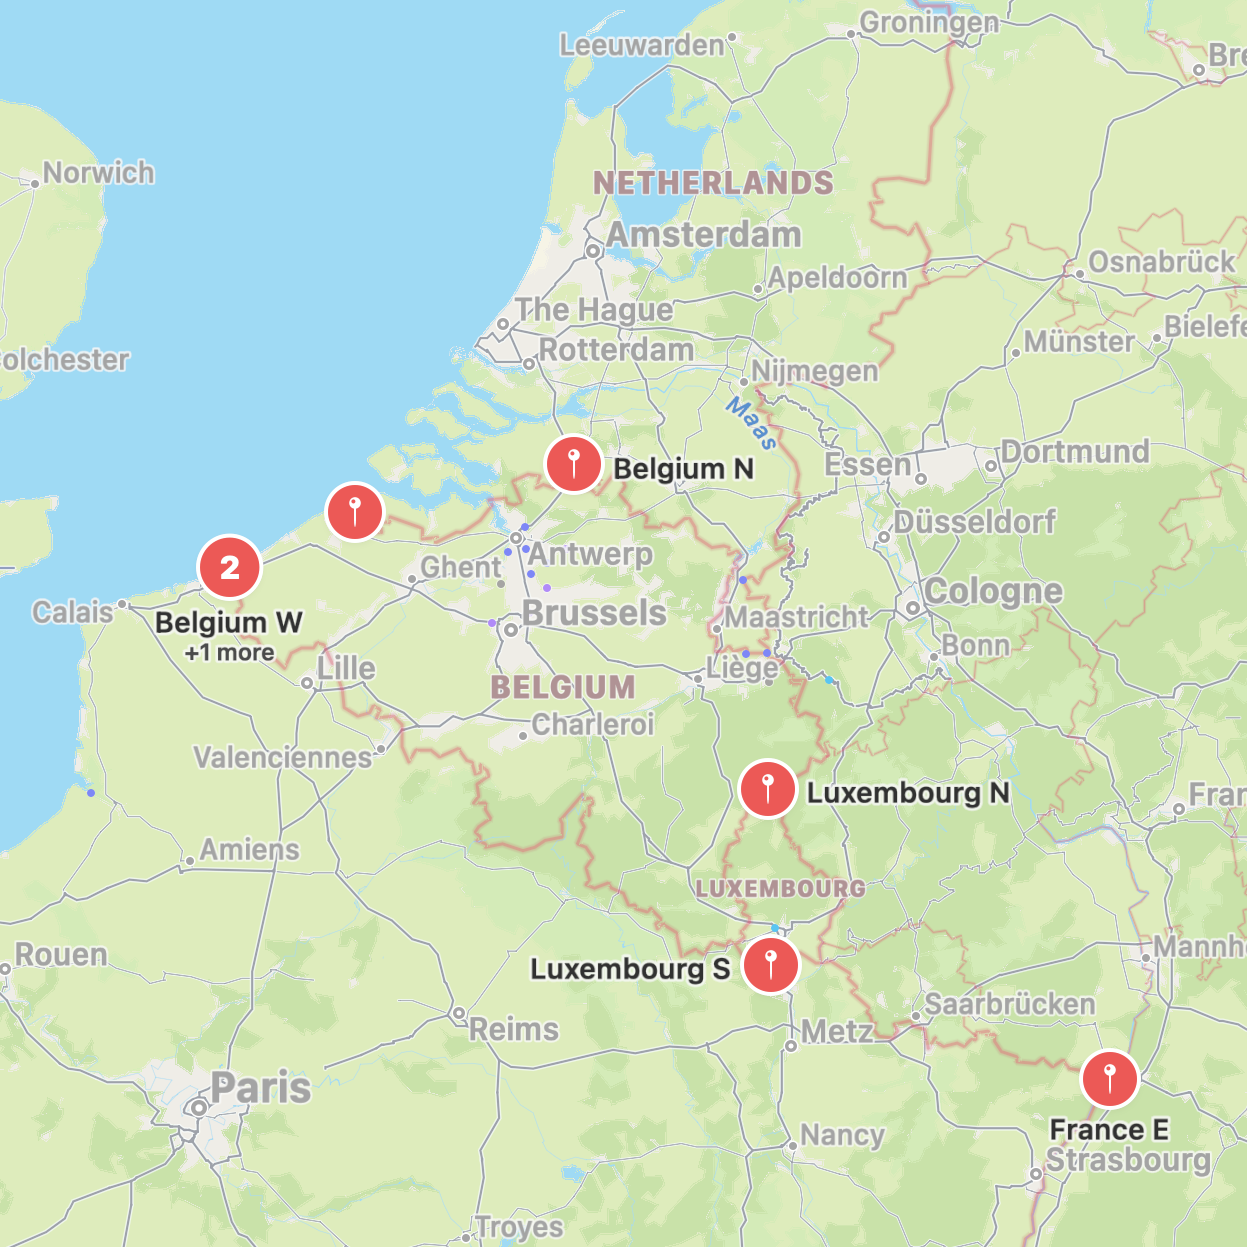 Groningen
Leeuwarden
Bre
Norwich
NETHERLANDS
Amsterdam
Osnabrück
Apeldoorn
The Hague
Bielefe
Münster
Rotterdam
olchester
Nijmegen
Maas
Dortmund
Essen
Belgium N
Düsseldorf
Antwerp
Ghent
2
Cologne
Calais
Brussels
Maastricht
Belgium W
+1 more
Bonn
Lille
Liège
BELGIUM
Charleroi
Valenciennes
Luxembourg N
Fran
Amiens
LUXEMBOURG
Mannh
Rouen
Luxembourg S
Saarbrücken
Reims
Metz
Paris
France E
Nancy
Strasbourg
Troyes